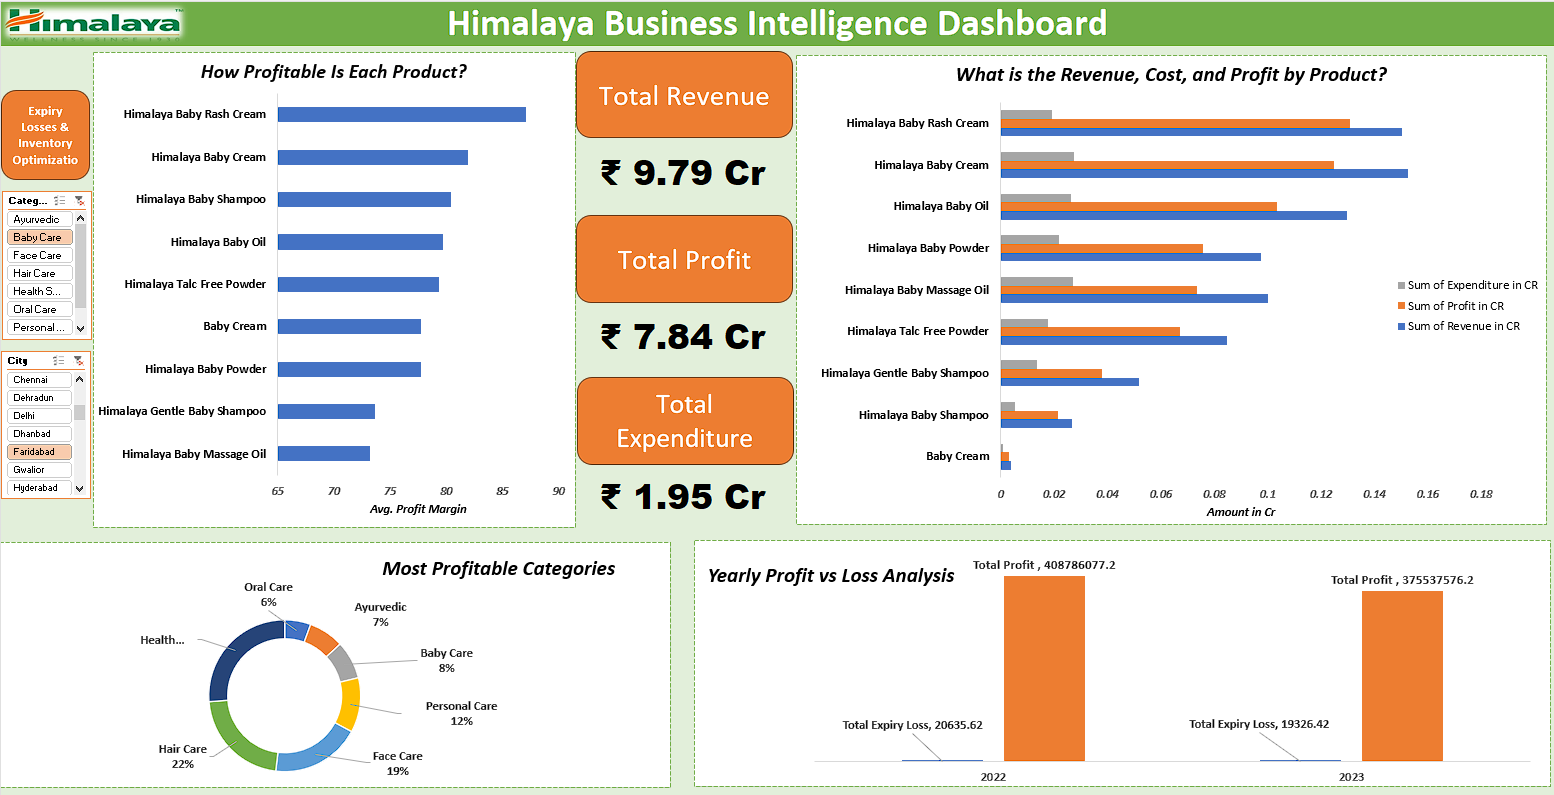 Himalaya
WELLNESS SINCE 1930
Himalaya Business Intelligence Dashboard
Expiry
Losses &
Inventory
Optimizatio
Categ...
Ayurvedic
Baby Care
Face Care
Hair Care
Health S...
Oral Care
Personal ...
City
Chennai
Dehradun
Delhi
Dhanbad
Faridabad
Gwalior
Hyderabad
How Profitable Is Each Product?
Himalaya Baby Rash Cream
Himalaya Baby Cream
Himalaya Baby Shampoo
Himalaya Baby Oil
Himalaya Talc Free Powder
Baby Cream
Himalaya Baby Powder
Himalaya Gentle Baby Shampoo
Himalaya Baby Massage Oil
65 70 75 80 85 90
Avg. Profit Margin
Total Revenue
₹ 9.79 Cr
Total Profit
₹ 7.84 Cr
Total
Expenditure
₹ 1.95 Cr
What is the Revenue, Cost, and Profit by Product?
Himalaya Baby Rash Cream
Himalaya Baby Cream
Himalaya Baby Oil
Himalaya Baby Powder
Himalaya Baby Massage Oil
Himalaya Talc Free Powder
Himalaya Gentle Baby Shampoo
Himalaya Baby Shampoo
Baby Cream
0 0.02 0.04 0.06 0.08 0.1 0.12 0.14 0.16 0.18
Amount in Cr
Sum of Expenditure in CR
Sum of Profit in CR
Sum of Revenue in CR
Most Profitable Categories
Oral Care
6%
Ayurvedic
7%
Baby Care
8%
Personal Care
12%
Face Care
19%
Hair Care
22%
Health...
Yearly Profit vs Loss Analysis
Total Profit , 408786077.2
Total Profit , 375537576.2
Total Expiry Loss, 20635.62
Total Expiry Loss, 19326.42
2022 2023